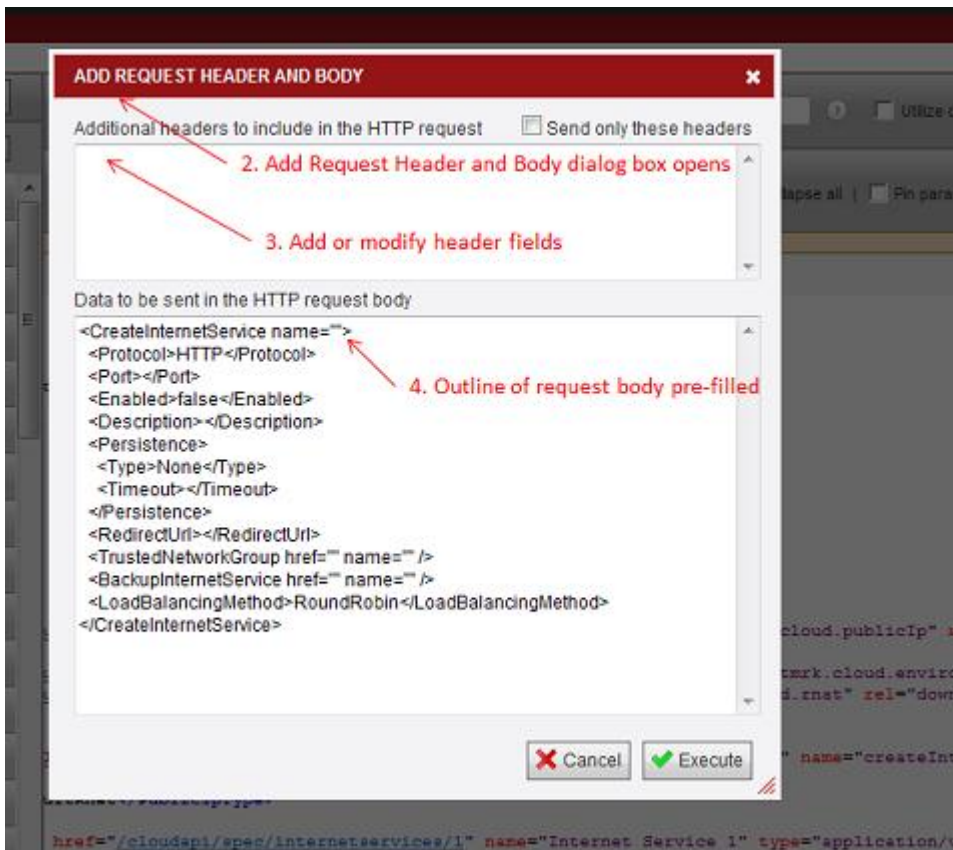 ADD REQUEST HEADER AND BODY
Additional headers to include in the HTTP request Send only these headers
2. Add Request Header and Body dialog box opens
3. Add or modify header fields
Data to be sent in the HTTP request body
<CreateInternetService name="">
<Protocol>HTTP</Protocol>
<Port></Port>
4. Outline of request body pre-filled
<Enabled>false</Enabled>
<Description></Description>
<Persistence>
<Type>None</Type>
<Timeout></Timeout>
</Persistence>
<RedirectUrl></RedirectUrl>
<TrustedNetworkGroup href="" name="" />
<BackupInternetService href="" name="" />
<LoadBalancingMethod>RoundRobin</LoadBalancingMethod>
</CreateInternetService>
Cancel Execute
Utilize
lapse all | Pin para
cloud.publicIp"
tmrk.cloud.enviro
d.rnat" rel="down
" name="createInt
href="/cloudapi/spec/internetservices/1" name="Internet Service 1" type="application/v